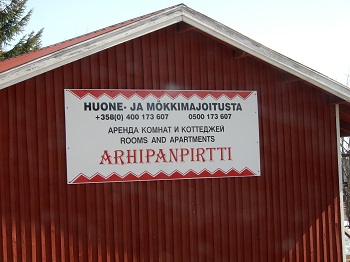 HUONE- JA MÖKKIMAJOITUSTA
+358(0) 400 173 607 0500 173 607
АРЕНДА КОМНАТ И КОТТЕДЖЕЙ
ROOMS AND APARTMENTS
ARHIPANPIRTTI